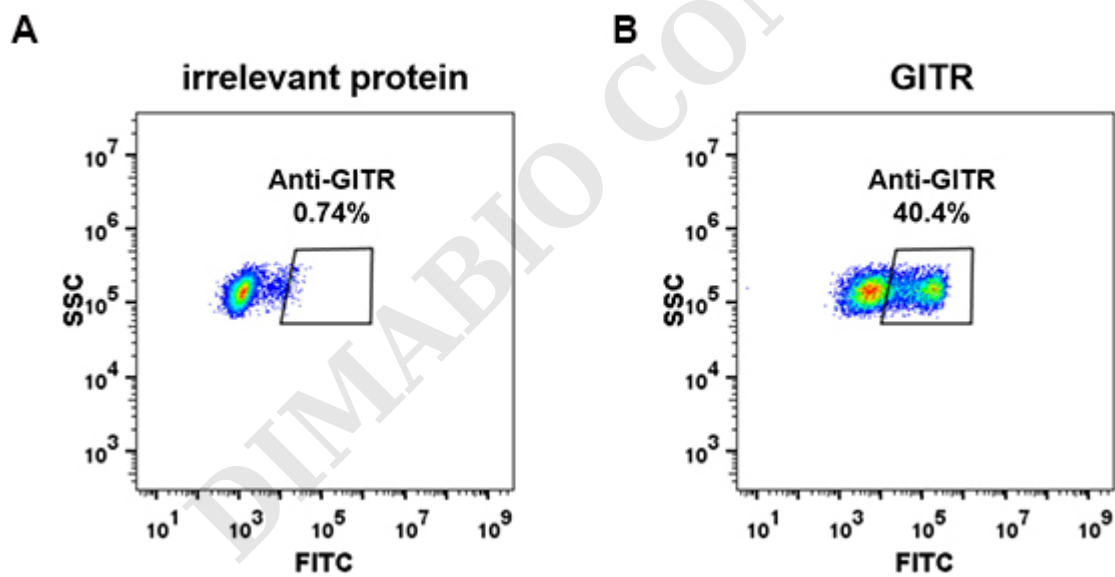 A
irrelevant protein
Anti-GITR
0.74%
10^7
10^6
10^5
10^4
10^3
SSC
10^1 10^3 10^5 10^7 10^9
FITC
B
GITR
Anti-GITR
40.4%
10^7
10^6
10^5
10^4
10^3
SSC
10^1 10^3 10^5 10^7 10^9
FITC
DIMABIO